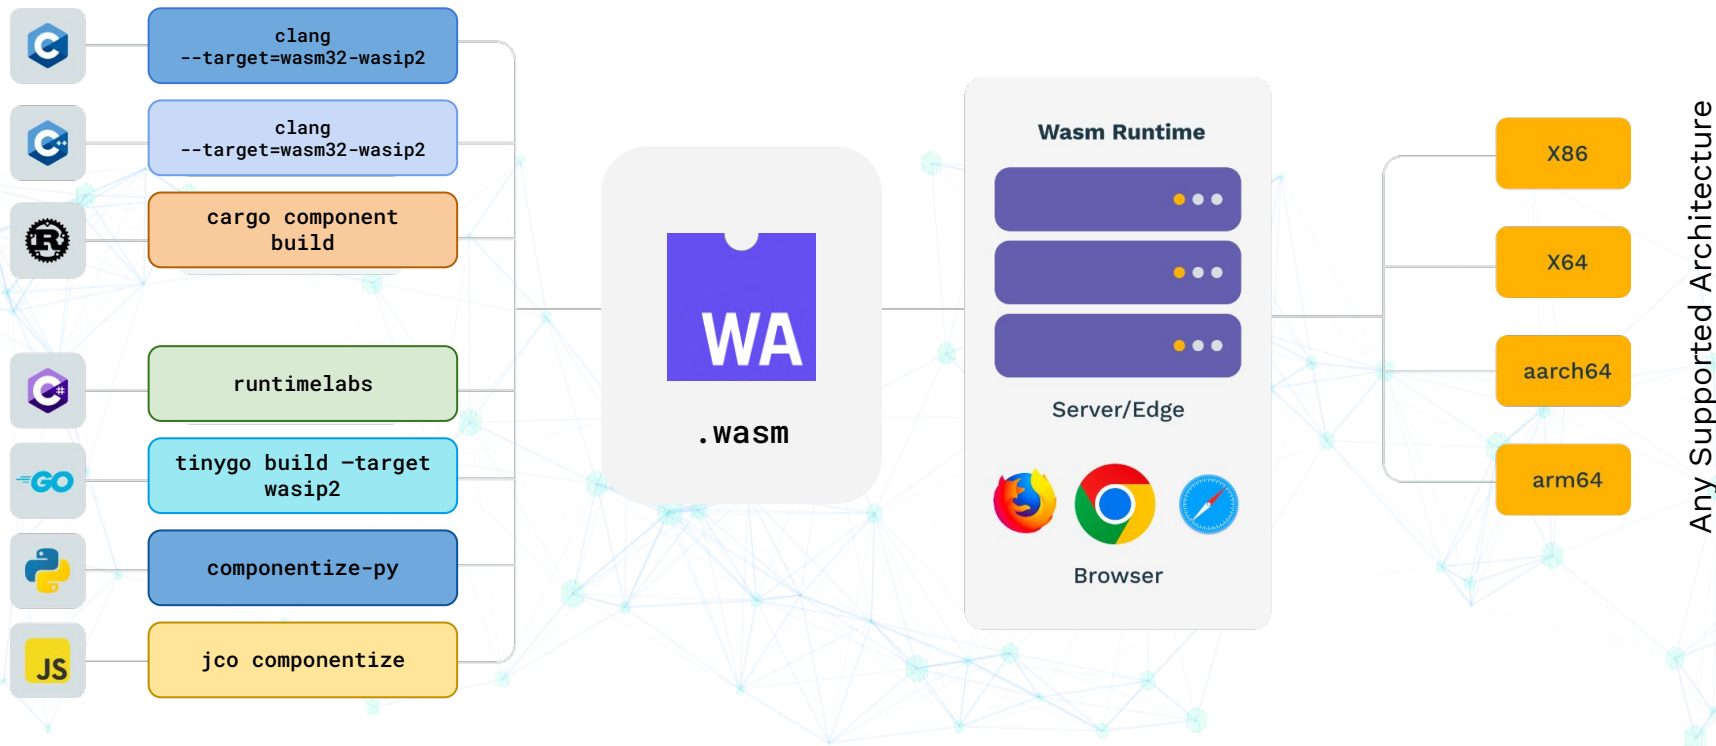 C
clang
--target=wasm32-wasip2
C++
clang
--target=wasm32-wasip2
R
cargo component
build
C#
runtimelabs
GO
tinygo build –target
wasip2
componentize-py
JS
jco componentize
WA
.wasm
Wasm Runtime
Server/Edge
Browser
X86
X64
aarch64
arm64
Any Supported Architecture